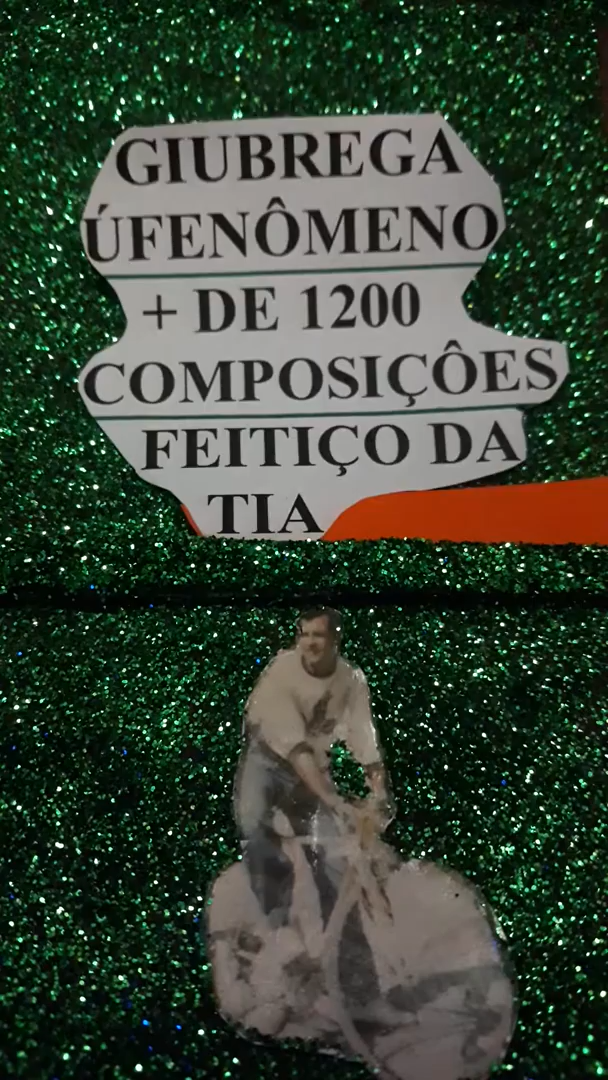 GIUBREGA
ÚFENÔMENO
+ DE 1200
COMPOSIÇÔES
FEITIÇO DA
TIA